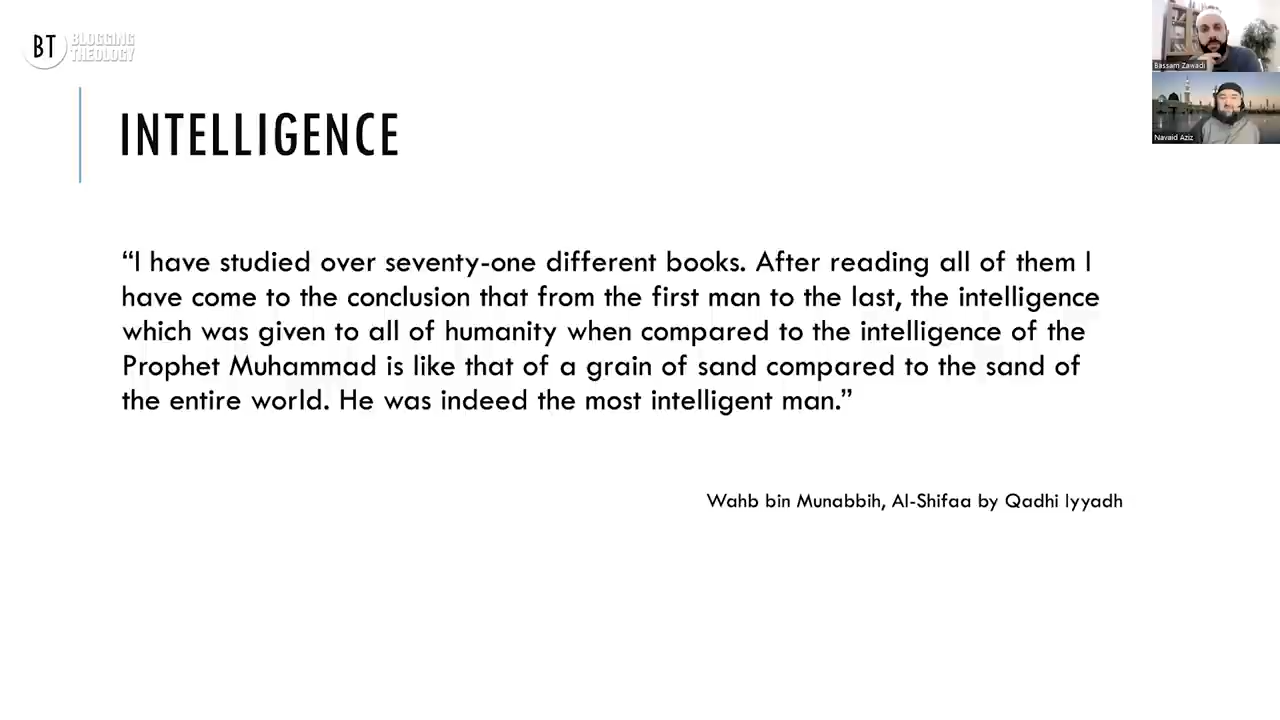 BT BLOGGING
THEOLOGY
Bassam Zawadi
Navaid Aziz
INTELLIGENCE
“I have studied over seventy-one different books. After reading all of them I
have come to the conclusion that from the first man to the last, the intelligence
which was given to all of humanity when compared to the intelligence of the
Prophet Muhammad is like that of a grain of sand compared to the sand of
the entire world. He was indeed the most intelligent man.”
Wahb bin Munabbih, Al-Shifaa by Qadhi Iyyadh